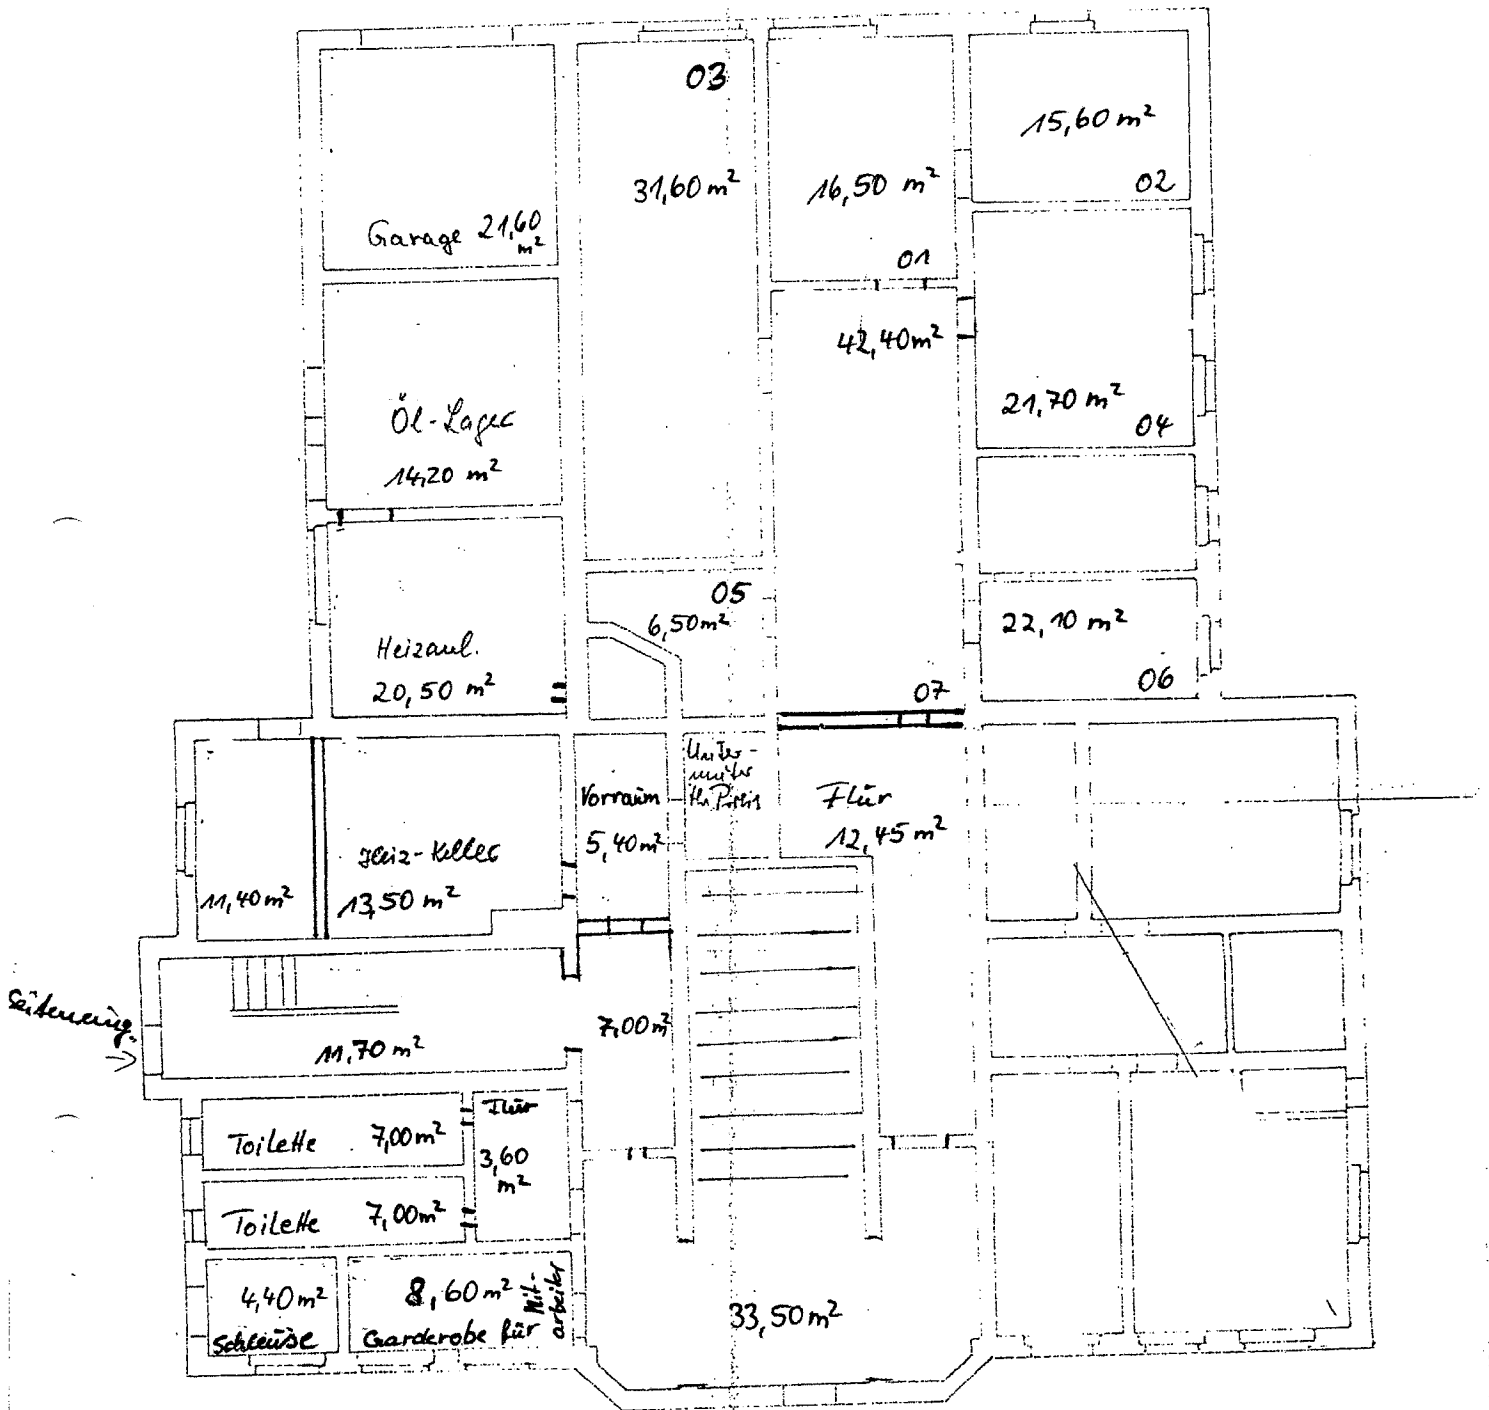 03
15,60 m²
02
31,60 m²
16,50 m²
01
Garage 21,60
m²
42,40 m²
21,70 m²
04
Öl-Lager
14,20 m²
05
6,50 m²
22,10 m²
06
Heizanl.
20,50 m²
07
Unter-
Vorraum
5,40 m²
Flur
12,45 m²
11,40 m²
Heiz-Keller
13,50 m²
Seiteneing.
11,70 m²
7,00 m²
Toilette 7,00 m²
Flur
3,60
m²
Toilette 7,00 m²
4,40 m²
Schleuse
8,60 m²
Garderobe für Mit-
arbeiter
33,50 m²